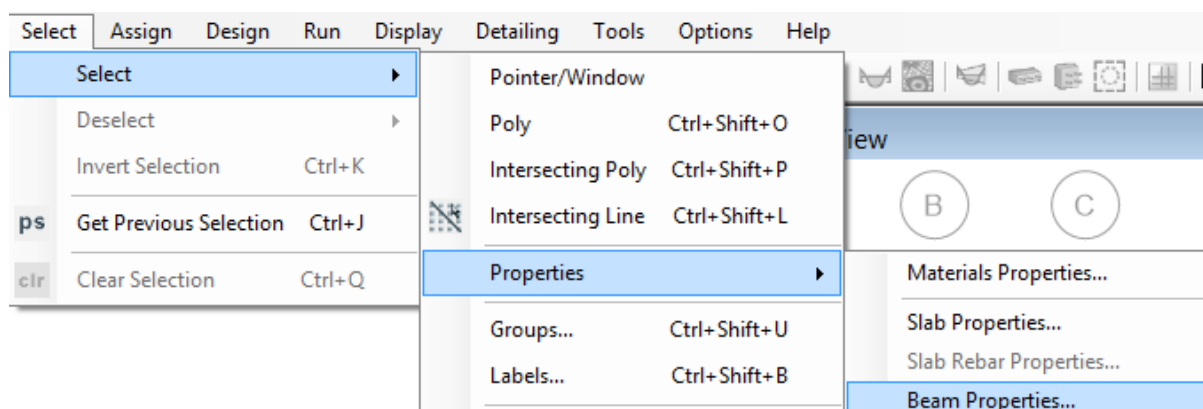 Select Assign Design Run Display Detailing Tools Options Help
Select
Deselect
Invert Selection Ctrl+K
ps Get Previous Selection Ctrl+J
clr Clear Selection Ctrl+Q
Pointer/Window
Poly Ctrl+Shift+O
Intersecting Poly Ctrl+Shift+P
Intersecting Line Ctrl+Shift+L
Properties
Groups... Ctrl+Shift+U
Labels... Ctrl+Shift+B
iew
B C
Materials Properties...
Slab Properties...
Slab Rebar Properties...
Beam Properties...